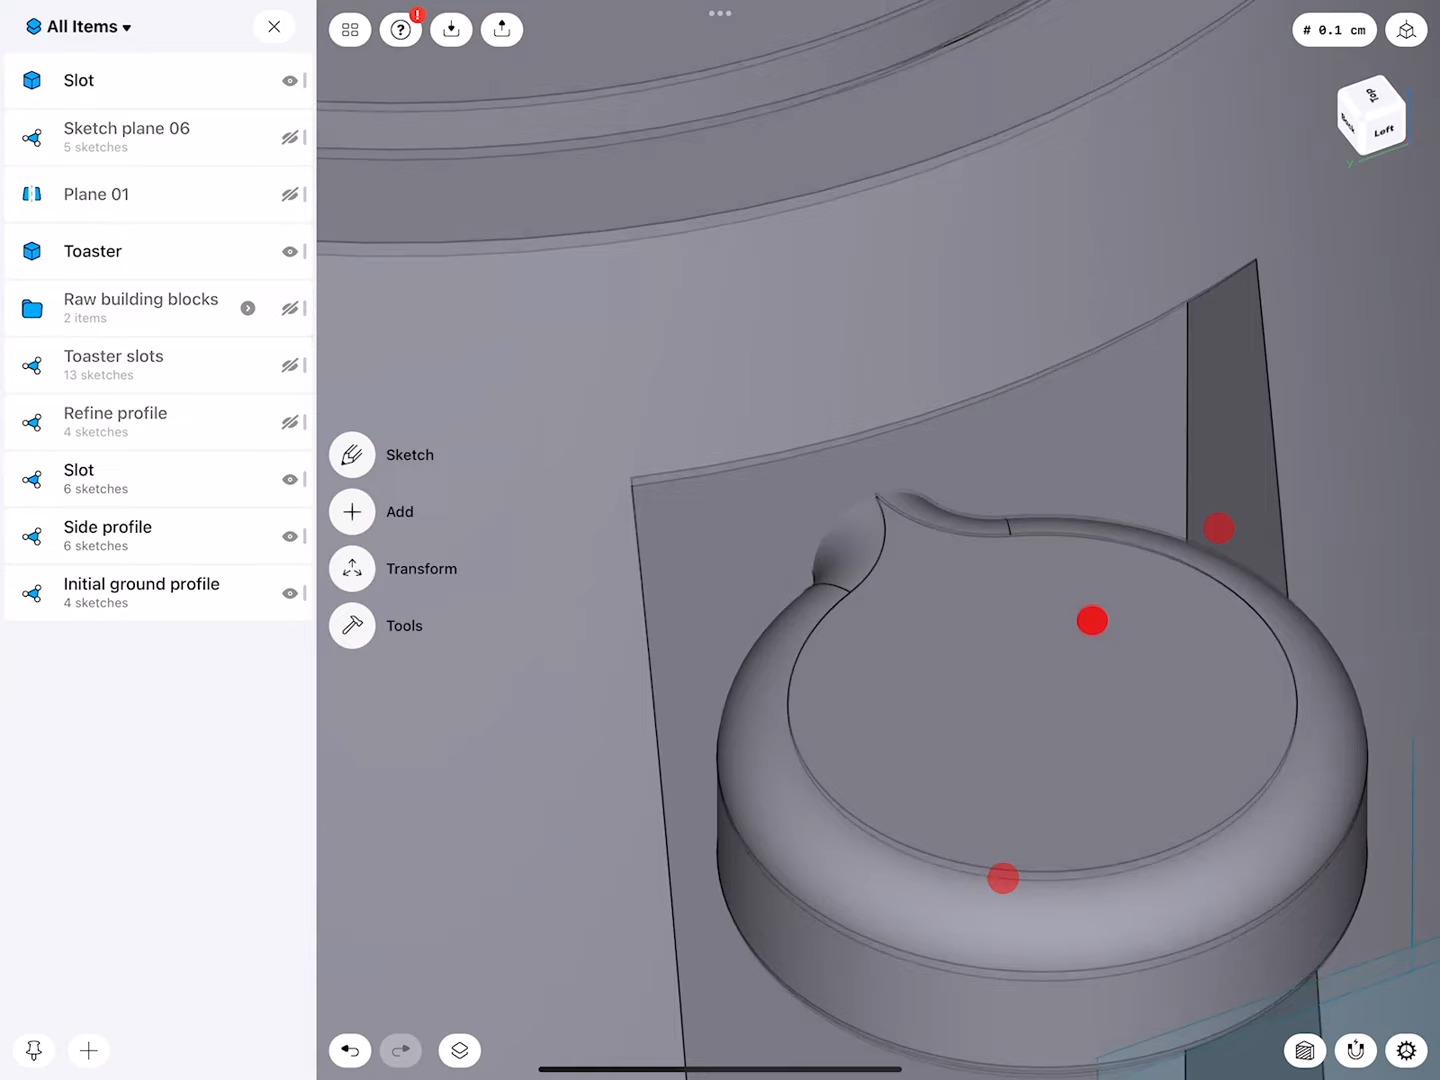 All Items
Slot
Sketch plane 06
5 sketches
Plane 01
Toaster
Raw building blocks
2 items
Toaster slots
13 sketches
Refine profile
4 sketches
Slot
6 sketches
Side profile
6 sketches
Initial ground profile
4 sketches
?
!
Sketch
Add
Transform
Tools
# 0.1 cm
Top
Back
Left
y